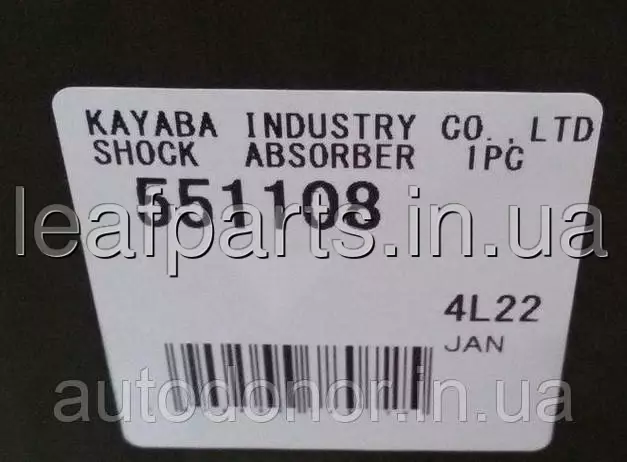 KAYABA INDUSTRY CO.,LTD
SHOCK ABSORBER 1PC
551108
leafparts.in.ua
4L22
JAN
autodonor.in.ua